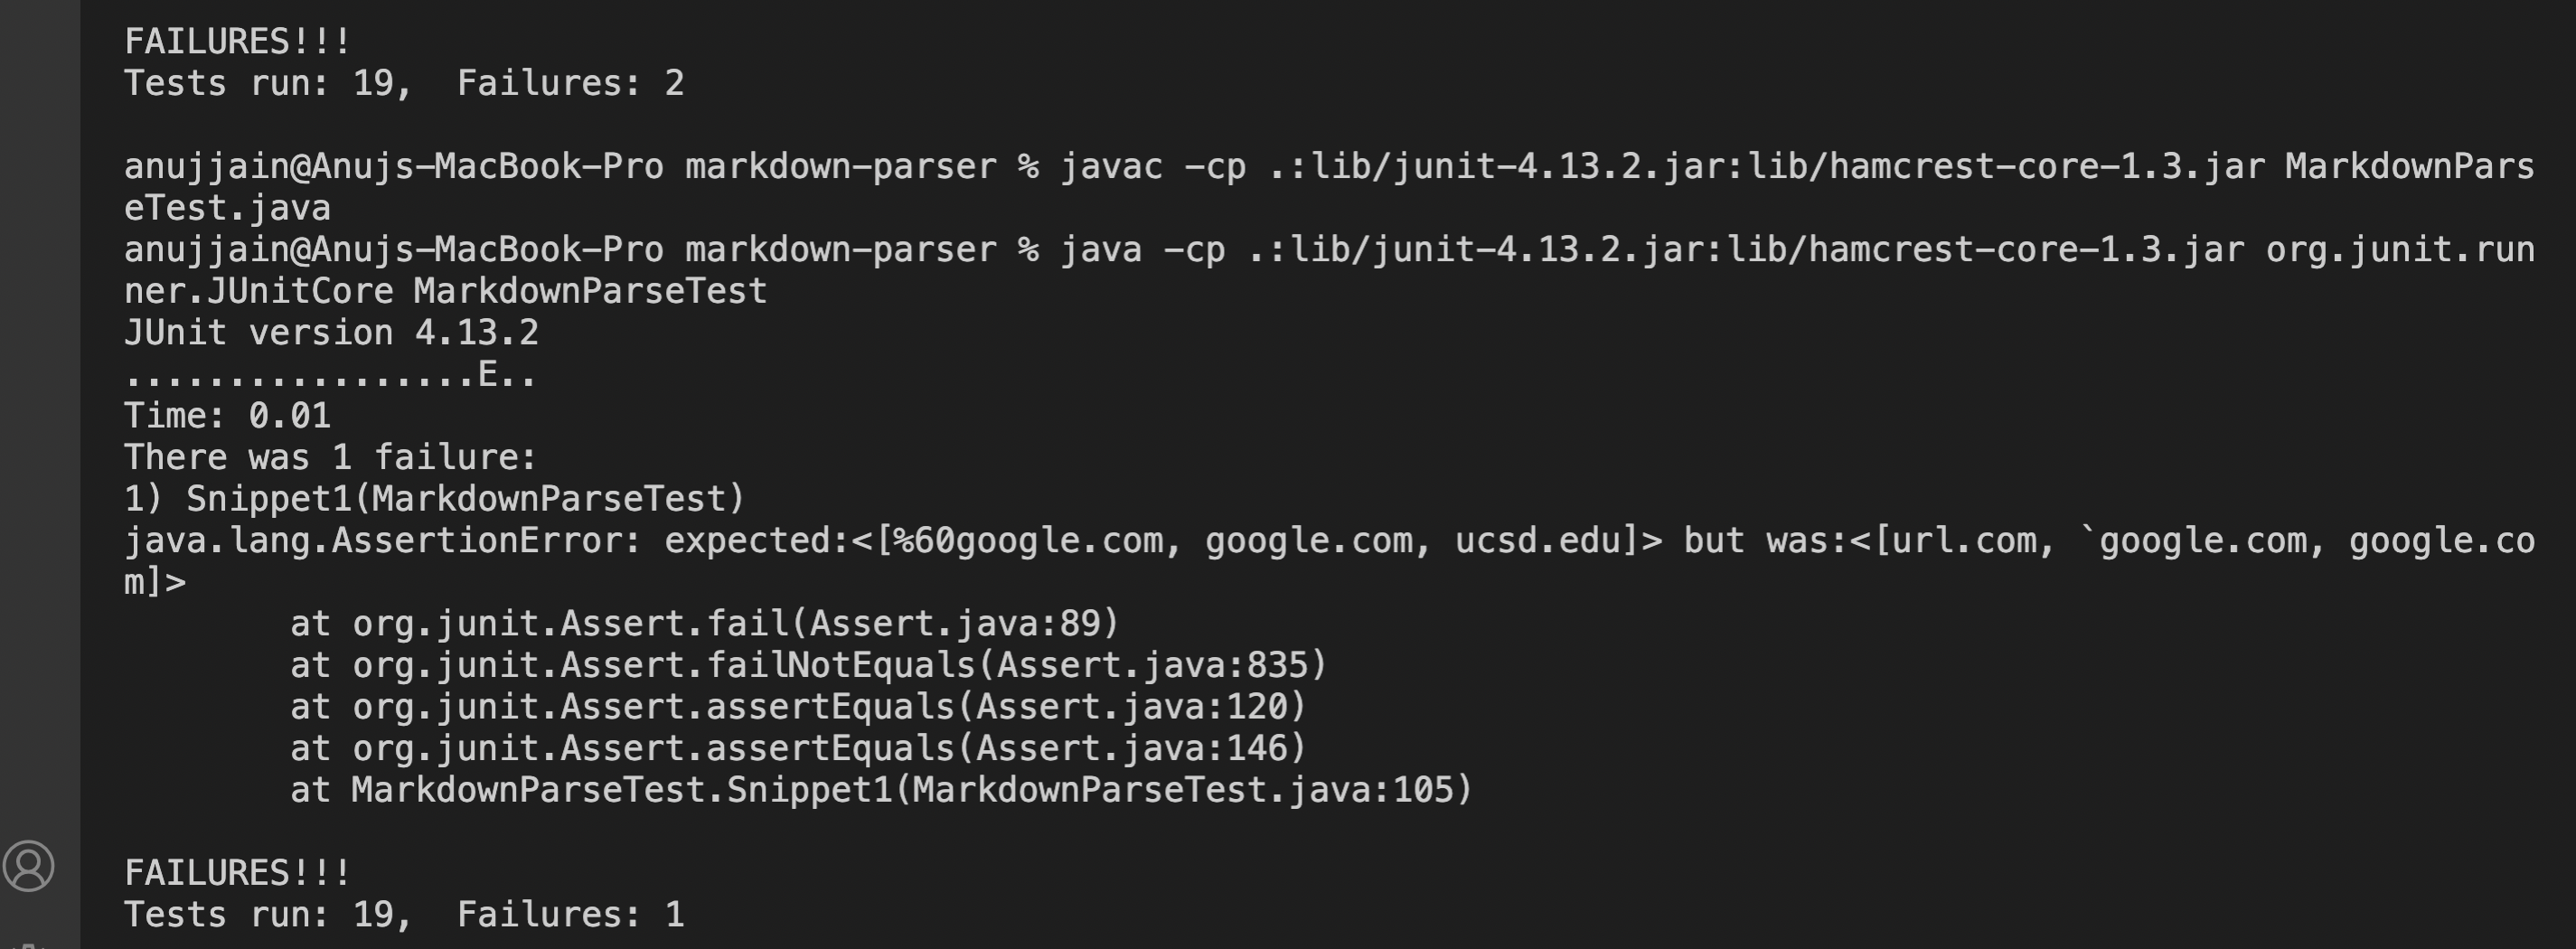 FAILURES!!!
Tests run: 19,  Failures: 2
anujjain@Anujs-MacBook-Pro markdown-parser % javac -cp .:lib/junit-4.13.2.jar:lib/hamcrest-core-1.3.jar MarkdownPars
eTest.java
anujjain@Anujs-MacBook-Pro markdown-parser % java -cp .:lib/junit-4.13.2.jar:lib/hamcrest-core-1.3.jar org.junit.run
ner.JUnitCore MarkdownParseTest
JUnit version 4.13.2
.................E..
Time: 0.01
There was 1 failure:
1) Snippet1(MarkdownParseTest)
java.lang.AssertionError: expected:<[%60google.com, google.com, ucsd.edu]> but was:<[url.com, `google.com, google.co
m]>
        at org.junit.Assert.fail(Assert.java:89)
        at org.junit.Assert.failNotEquals(Assert.java:835)
        at org.junit.Assert.assertEquals(Assert.java:120)
        at org.junit.Assert.assertEquals(Assert.java:146)
        at MarkdownParseTest.Snippet1(MarkdownParseTest.java:105)
FAILURES!!!
Tests run: 19,  Failures: 1